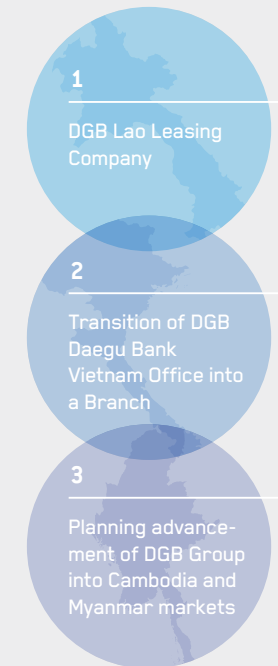 1
DGB Lao Leasing
Company
2
Transition of DGB
Daegu Bank
Vietnam Office into
a Branch
3
Planning advance-
ment of DGB Group
into Cambodia and
Myanmar markets